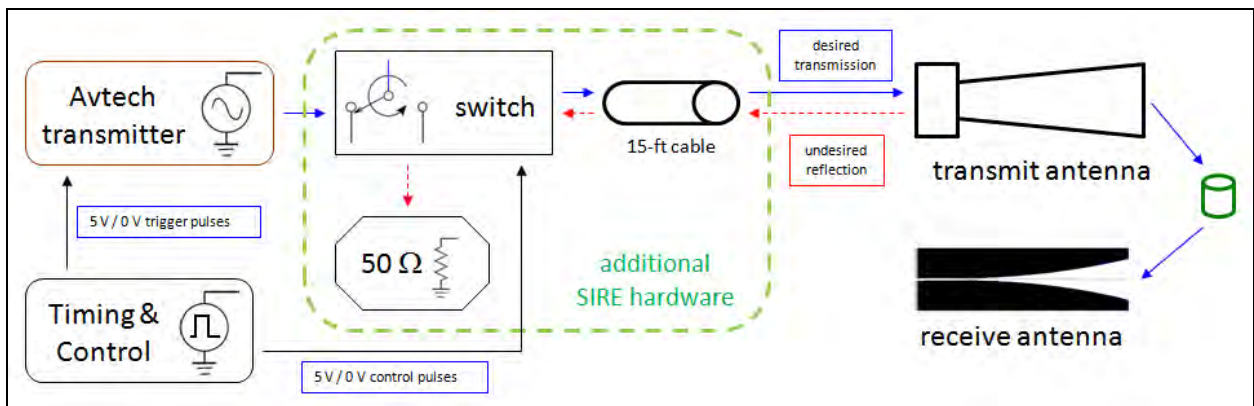 Avtech
transmitter
switch
15-ft cable
desired
transmission
undesired
reflection
transmit antenna
5 V / 0 V trigger pulses
50 Ω
additional
SIRE hardware
receive antenna
Timing &
Control
5 V / 0 V control pulses